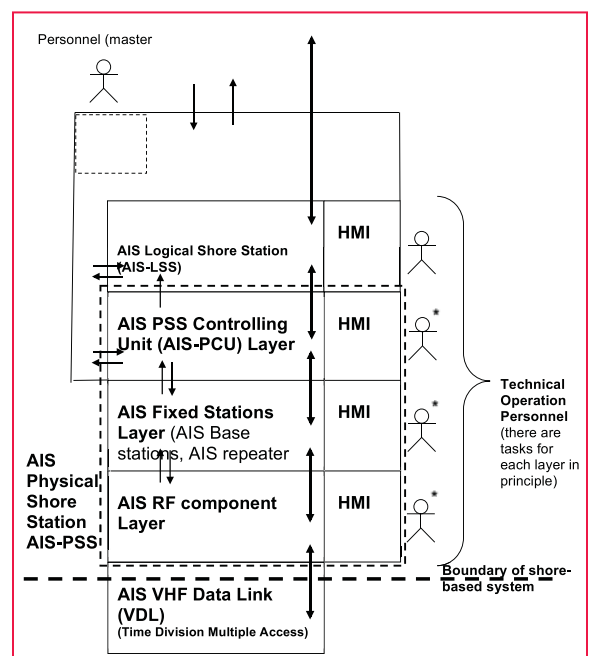 Personnel (master
AIS Logical Shore Station
(AIS-LSS)
HMI
AIS PSS Controlling
Unit (AIS-PCU) Layer
HMI
*
AIS Fixed Stations
Layer (AIS Base
stations, AIS repeater
HMI
*
AIS RF component
Layer
HMI
*
AIS
Physical
Shore
Station
AIS-PSS
Technical
Operation
Personnel
(there are
tasks for
each layer in
principle)
Boundary of shore-
based system
AIS VHF Data Link
(VDL)
(Time Division Multiple Access)